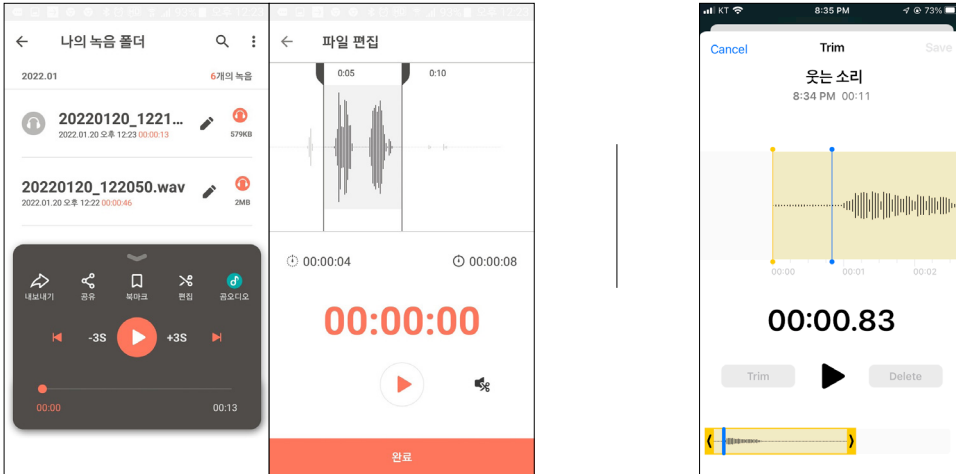 나의 녹음 폴더
2022.01
6개의 녹음
20220120_1221...
2022.01.20 오후 12:23 00:00:13
579KB
20220120_122050.wav
2022.01.20 오후 12:22 00:00:46
2MB
내보내기 공유 북마크 편집 공오디오
-3S +3S
00:00 00:13
파일 편집
0:05 0:10
00:00:04 00:00:08
00:00:00
완료
KT 8:35 PM 73%
Cancel Trim Save
웃는 소리
8:34 PM 00:11
00:00 00:01 00:02
00:00.83
Trim Delete